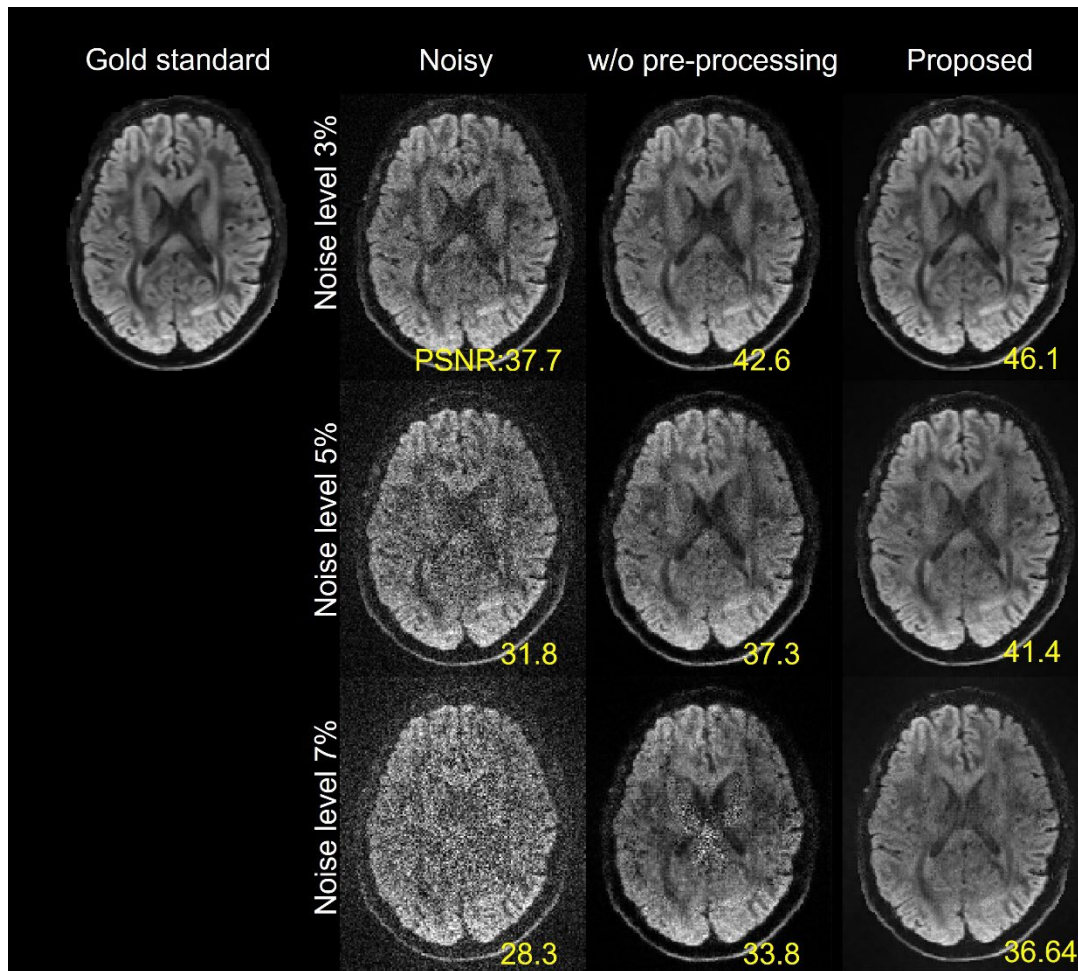 Gold standard
Noisy
w/o pre-processing
Proposed
Noise level 3%
PSNR:37.7
42.6
46.1
Noise level 5%
31.8
37.3
41.4
Noise level 7%
28.3
33.8
36.64